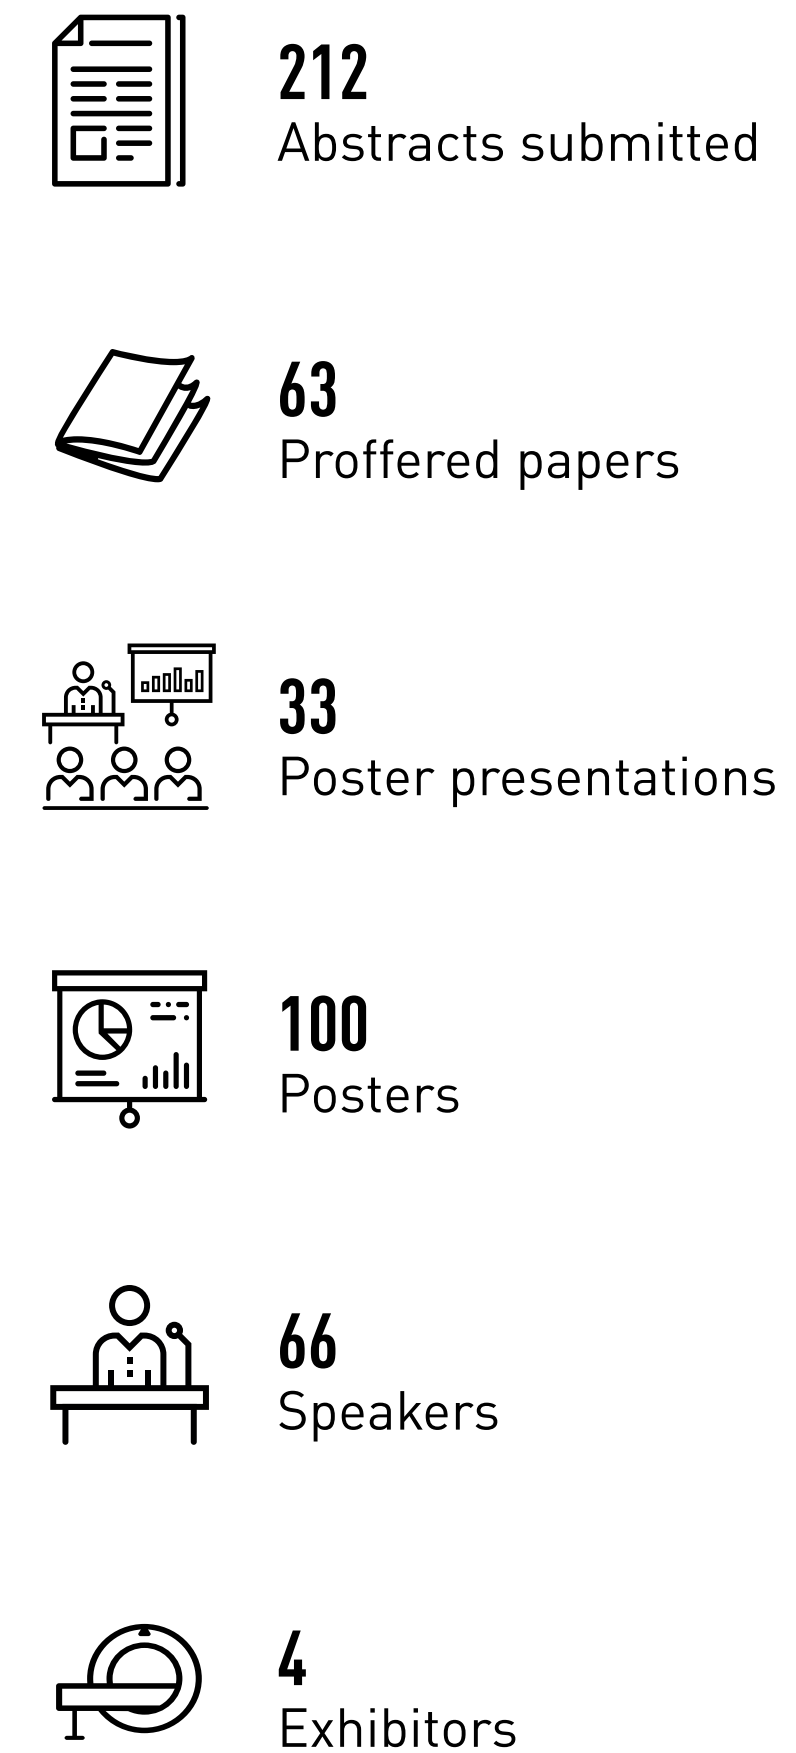 212
Abstracts submitted
63
Proffered papers
33
Poster presentations
100
Posters
66
Speakers
4
Exhibitors